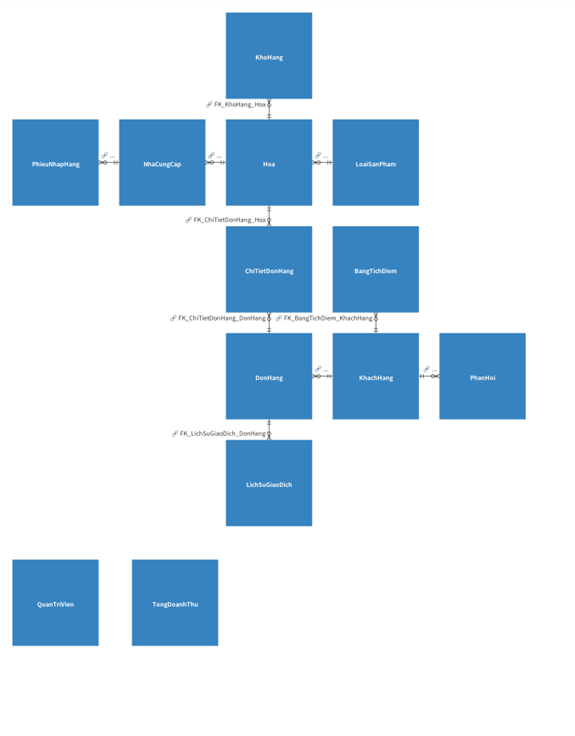 KhoHang
FK_KhoHang_Hoa
PhieuNhapHang
...
NhaCungCap
...
Hoa
...
LoaiSanPham
FK_ChiTietDonHang_Hoa
ChiTietDonHang
BangTichDiem
FK_ChiTietDonHang_DonHang
FK_BangTichDiem_KhachHang
DonHang
...
KhachHang
...
PhanHoi
FK_LichSuGiaoDich_DonHang
LichSuGiaoDich
QuanTriVien
TongDoanhThu